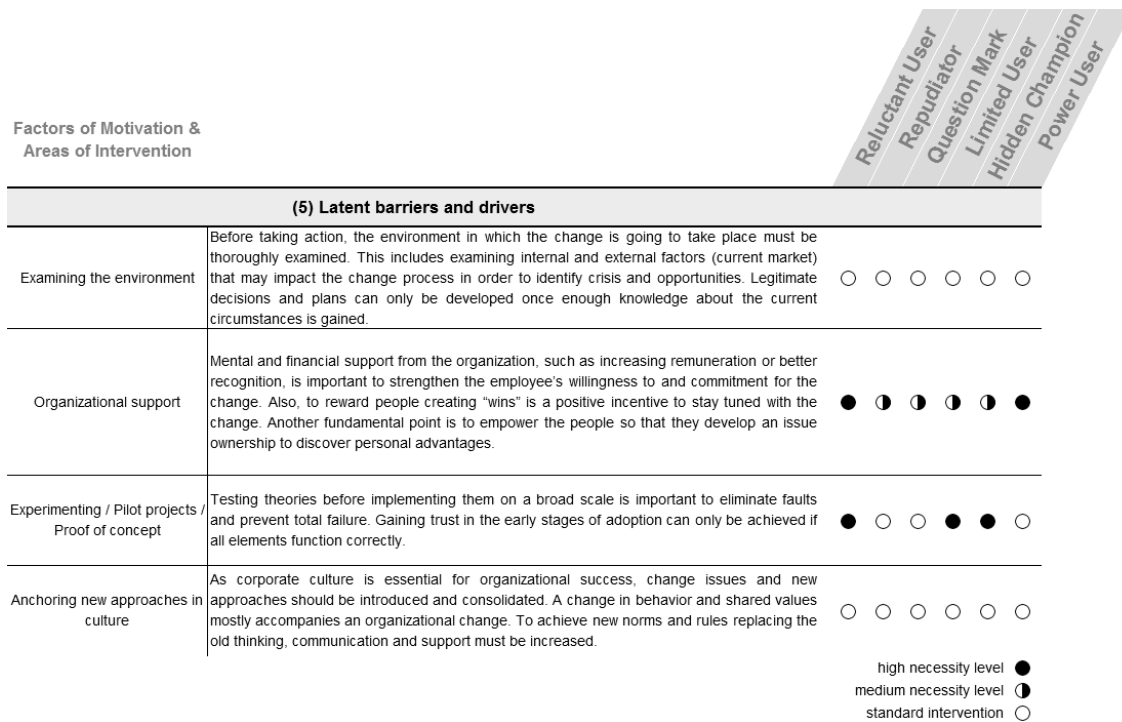 Reluctant User
Repudiator
Question Mark
Limited User
Hidden Champion
Power User
Factors of Motivation &
Areas of Intervention
(5) Latent barriers and drivers
Examining the environment
Before taking action, the environment in which the change is going to take place must be
thoroughly examined. This includes examining internal and external factors (current market)
that may impact the change process in order to identify crisis and opportunities. Legitimate
decisions and plans can only be developed once enough knowledge about the current
circumstances is gained.
Organizational support
Mental and financial support from the organization, such as increasing remuneration or better
recognition, is important to strengthen the employee's willingness to and commitment for the
change. Also, to reward people creating “wins” is a positive incentive to stay tuned with the
change. Another fundamental point is to empower the people so that they develop an issue
ownership to discover personal advantages.
Experimenting / Pilot projects /
Proof of concept
Testing theories before implementing them on a broad scale is important to eliminate faults
and prevent total failure. Gaining trust in the early stages of adoption can only be achieved if
all elements function correctly.
Anchoring new approaches in
culture
As corporate culture is essential for organizational success, change issues and new
approaches should be introduced and consolidated. A change in behavior and shared values
mostly accompanies an organizational change. To achieve new norms and rules replacing the
old thinking, communication and support must be increased.
high necessity level
medium necessity level
standard intervention